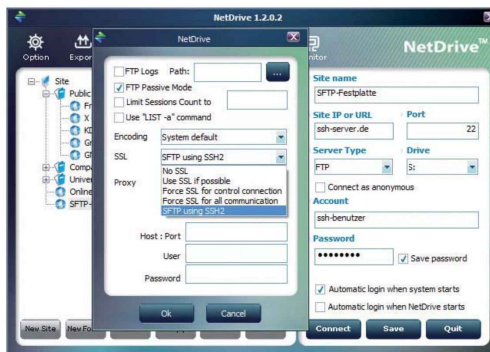 NetDrive 1.2.0.2
Option
Expor
NetDrive™
Site
Public
Fr
X
KD
Gr
Compa
Univer
Online
SFTP-
New Site
New Fo
NetDrive
FTP Logs Path: ...
FTP Passive Mode
Limit Sessions Count to
Use "LIST -a" command
Encoding System default
SSL SFTP using SSH2
No SSL
Use SSL if possible
Force SSL for control connection
Force SSL for all communication
SFTP using SSH2
Proxy
Host : Port
User
Password
Ok Cancel
Site name
SFTP-Festplatte
Site IP or URL Port
ssh-server.de 22
Server Type Drive
FTP S:
Connect as anonymous
Account
ssh-benutzer
Password
Save password
Automatic login when system starts
Automatic login when NetDrive starts
Connect Save Quit